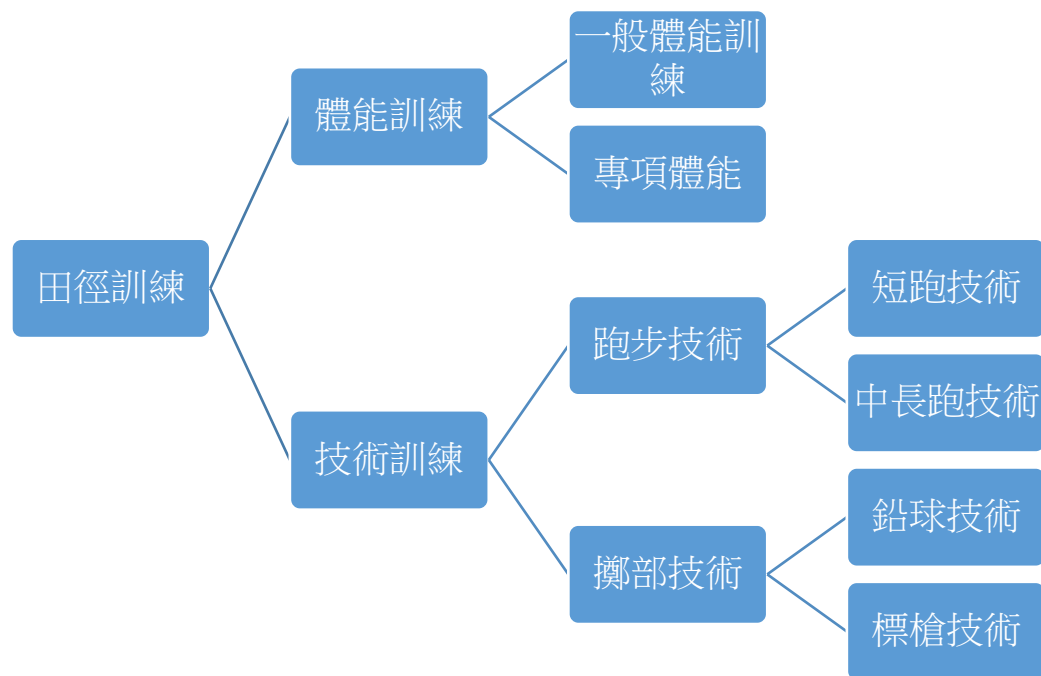 一般體能訓
練
體能訓練
專項體能
田徑訓練
短跑技術
跑步技術
中長跑技術
技術訓練
鉛球技術
擲部技術
標槍技術